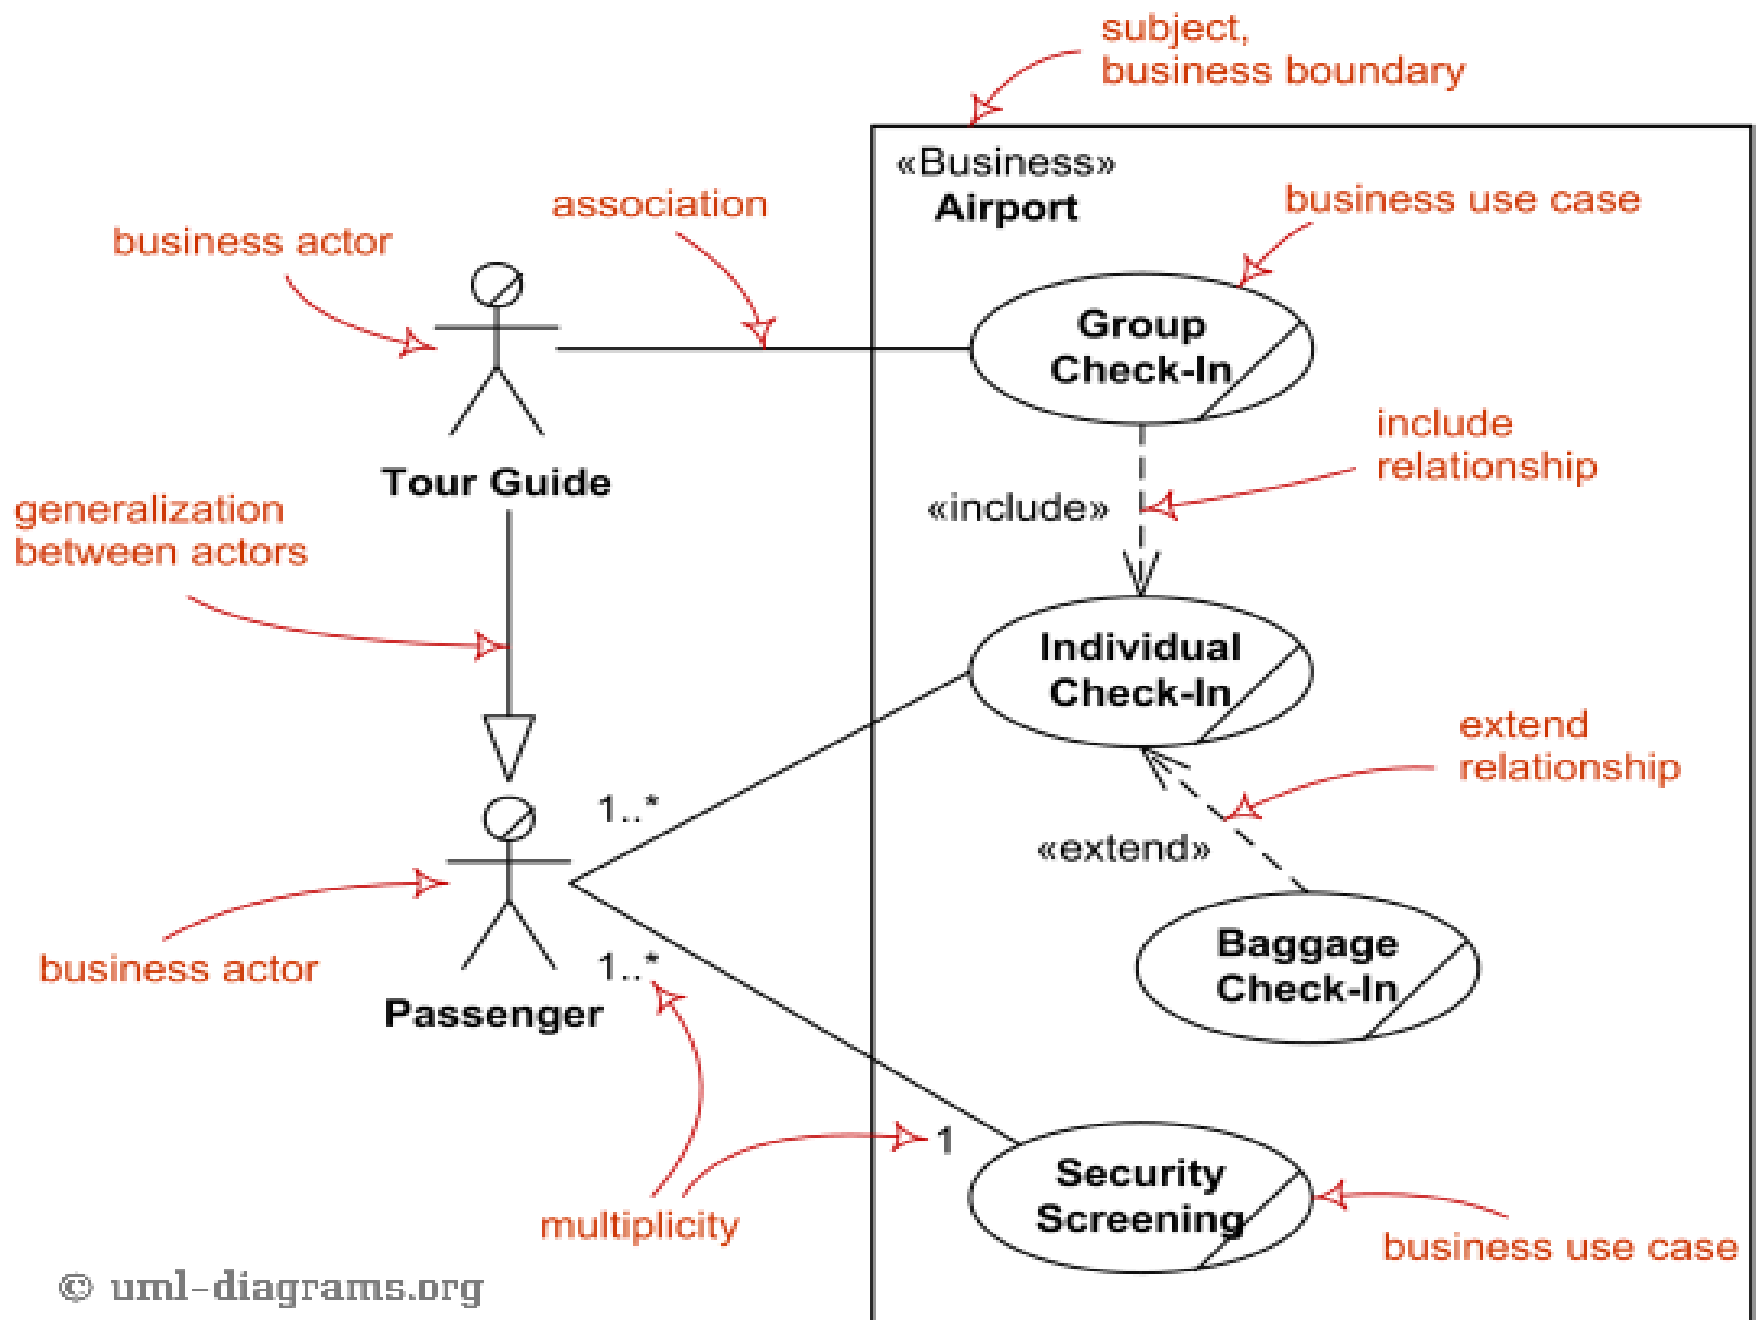 subject,
business boundary
«Business»
Airport
business use case
association
business actor
Group
Check-In
include
relationship
Tour Guide
«include»
generalization
between actors
Individual
Check-In
extend
relationship
1..*
«extend»
Baggage
Check-In
business actor
1..*
Passenger
1
Security
Screening
multiplicity
business use case
© uml-diagrams.org